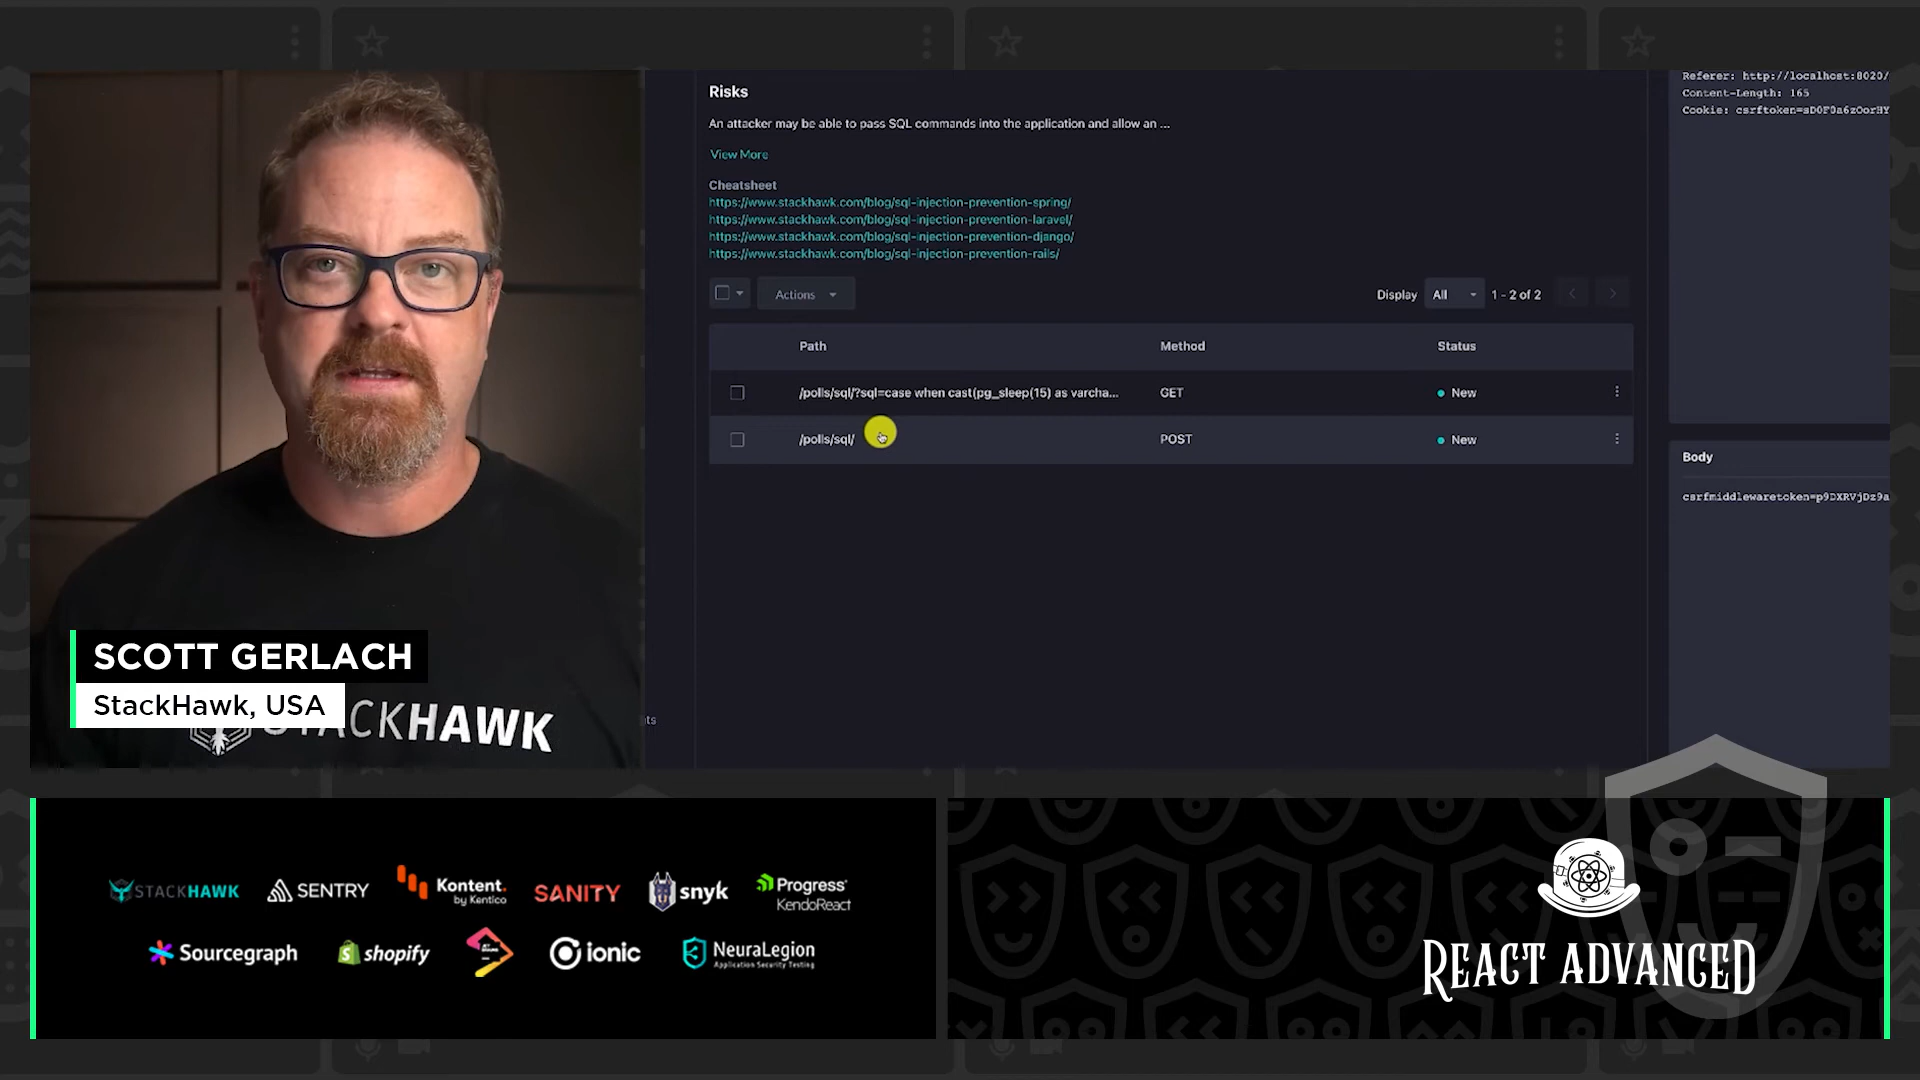 Risks
An attacker may be able to pass SQL commands into the application and allow an ...
View More
Cheatsheet
https://www.stackhawk.com/blog/sql-injection-prevention-spring/
https://www.stackhawk.com/blog/sql-injection-prevention-laravel/
https://www.stackhawk.com/blog/sql-injection-prevention-django/
https://www.stackhawk.com/blog/sql-injection-prevention-rails/
Actions
Display All 1 - 2 of 2
Path Method Status
/polls/sql/?sql=case when cast(pg_sleep(15) as varcha... GET New
/polls/sql/ POST New
Referer: http://localhost:8020/
Content-Length: 165
Cookie: csrftoken=sD0F0a6zOorHY
Body
csrfmiddlewaretoken=p9DXRVjDz9a
nts
SCOTT GERLACH
StackHawk, USA
STACKHAWK
STACKHAWK
SENTRY
Kontent.
by Kentico
SANITY
snyk
Progress
KendoReact
Sourcegraph
shopify
ionic
NeuraLegion
Application Security Testing
REACT ADVANCED